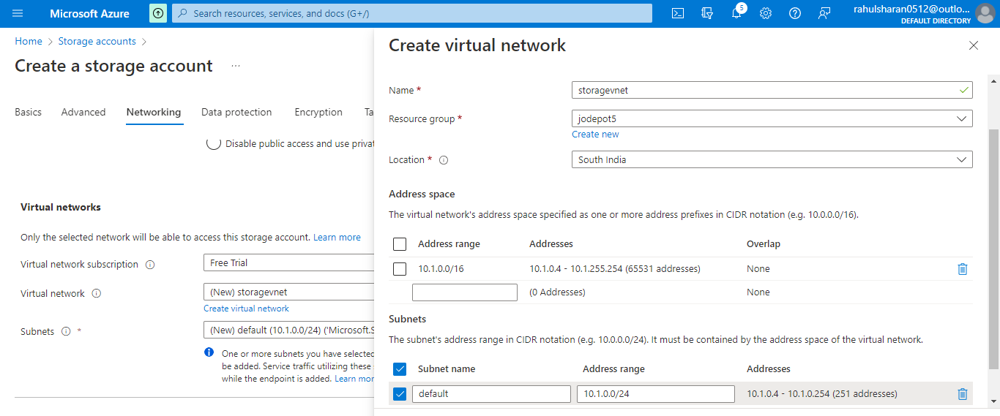 Microsoft Azure
Search resources, services, and docs (G+/)
5
rahulsharan0512@outlo...
DEFAULT DIRECTORY
Home > Storage accounts >
Create a storage account ...
Basics Advanced Networking Data protection Encryption Ta
Disable public access and use privat
Virtual networks
Only the selected network will be able to access this storage account. Learn more
Virtual network subscription
Free Trial
Virtual network
(New) storagevnet
Create virtual network
Subnets *
(New) default (10.1.0.0/24) ('Microsoft.S
One or more subnets you have selected
be added. Service traffic utilizing these
while the endpoint is added. Learn mor
Create virtual network
Name *
storagevnet
Resource group *
jodepot5
Create new
Location *
South India
Address space
The virtual network's address space specified as one or more address prefixes in CIDR notation (e.g. 10.0.0.0/16).
Address range Addresses Overlap
10.1.0.0/16 10.1.0.4 - 10.1.255.254 (65531 addresses) None
(0 Addresses) None
Subnets
The subnet's address range in CIDR notation (e.g. 10.0.0.0/24). It must be contained by the address space of the virtual network.
Subnet name Address range Addresses
default 10.1.0.0/24 10.1.0.4 - 10.1.0.254 (251 addresses)